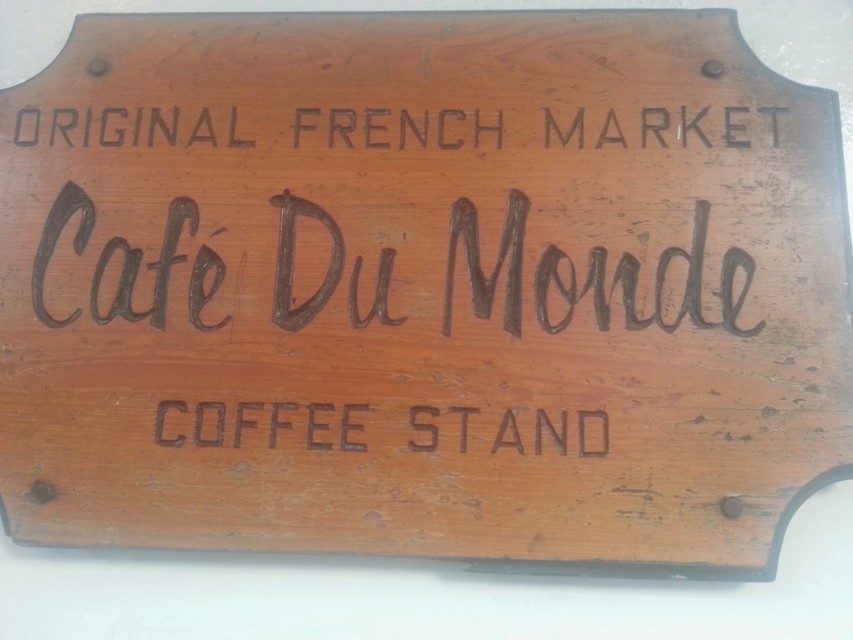 ORIGINAL FRENCH MARKET
Café Du Monde
COFFEE STAND